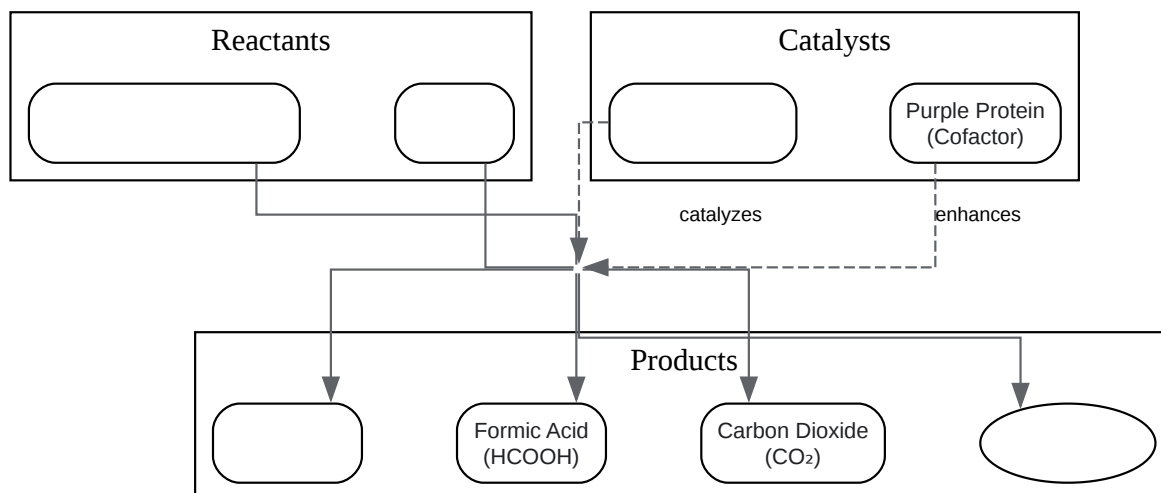 Reactants
Catalysts
Purple Protein
(Cofactor)
catalyzes
enhances
Products
Formic Acid
(HCOOH)
Carbon Dioxide
(CO₂)